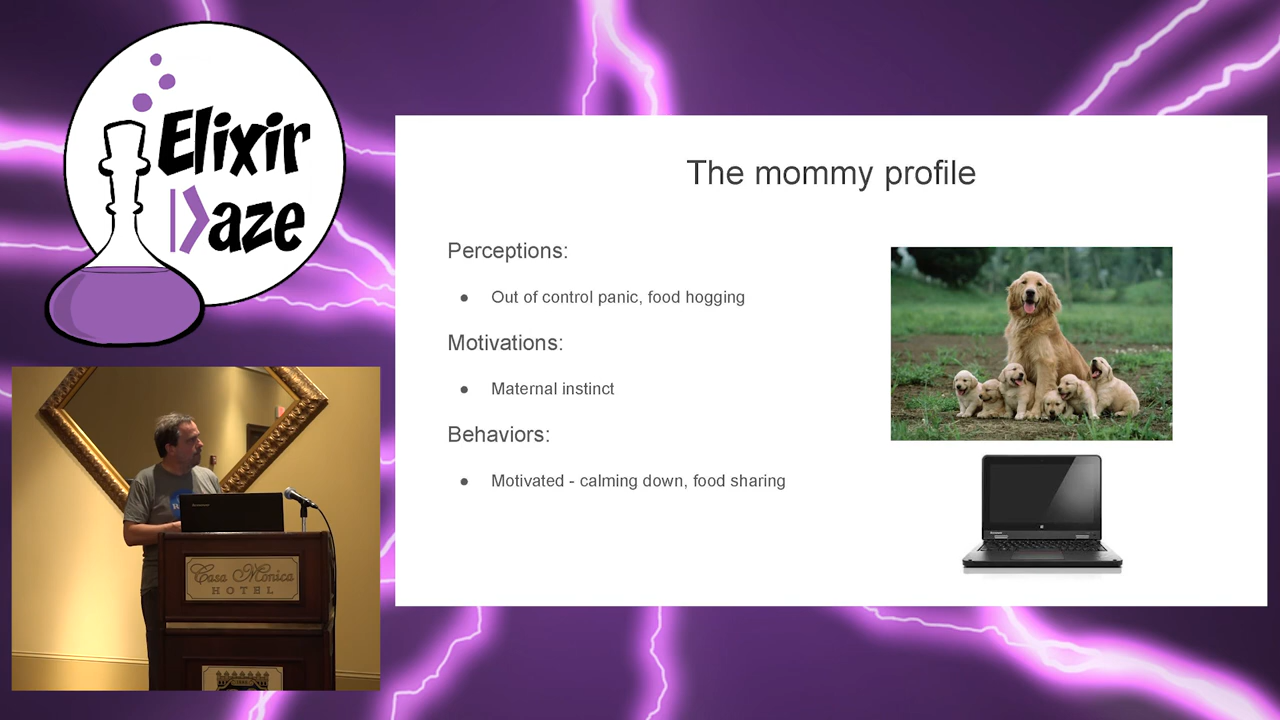 Elixir
Daze
The mommy profile
Perceptions:
● Out of control panic, food hogging
Motivations:
● Maternal instinct
Behaviors:
● Motivated - calming down, food sharing
Casa Monica
HOTEL